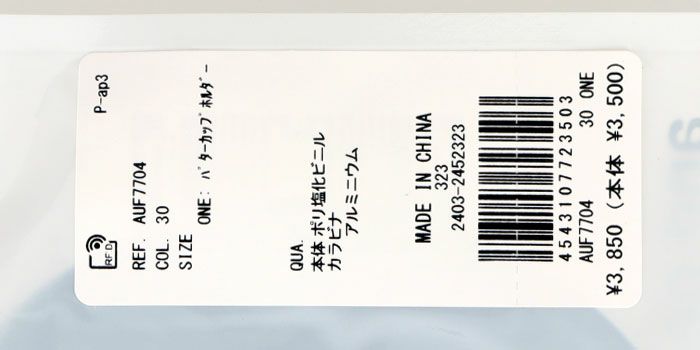 P-ap3
RFID
REF. AUF7704
COL. 30
SIZE
ONE: パターカップホルダー
QUA.
本体 ポリ塩化ビニル
カラビナ
アルミニウム
MADE IN CHINA
323
2403-2452323
4543107723503
AUF7704 30 ONE
¥3,850 (本体 ¥3,500)